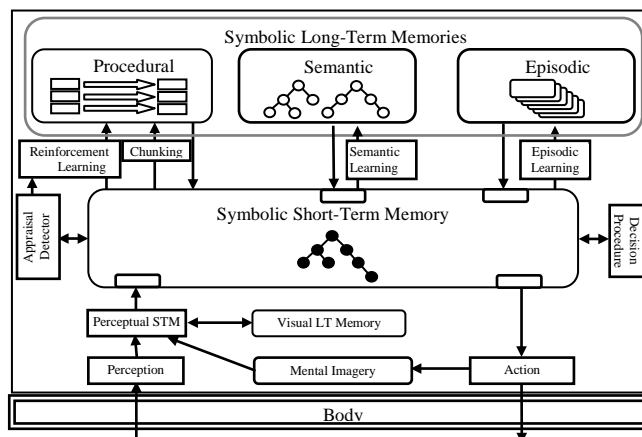 Symbolic Long-Term Memories
Procedural
Semantic
Episodic
Reinforcement
Learning
Chunking
Semantic
Learning
Episodic
Learning
Appraisal
Detector
Symbolic Short-Term Memory
Decision
Procedure
Perceptual STM
Visual LT Memory
Perception
Mental Imagery
Action
Body